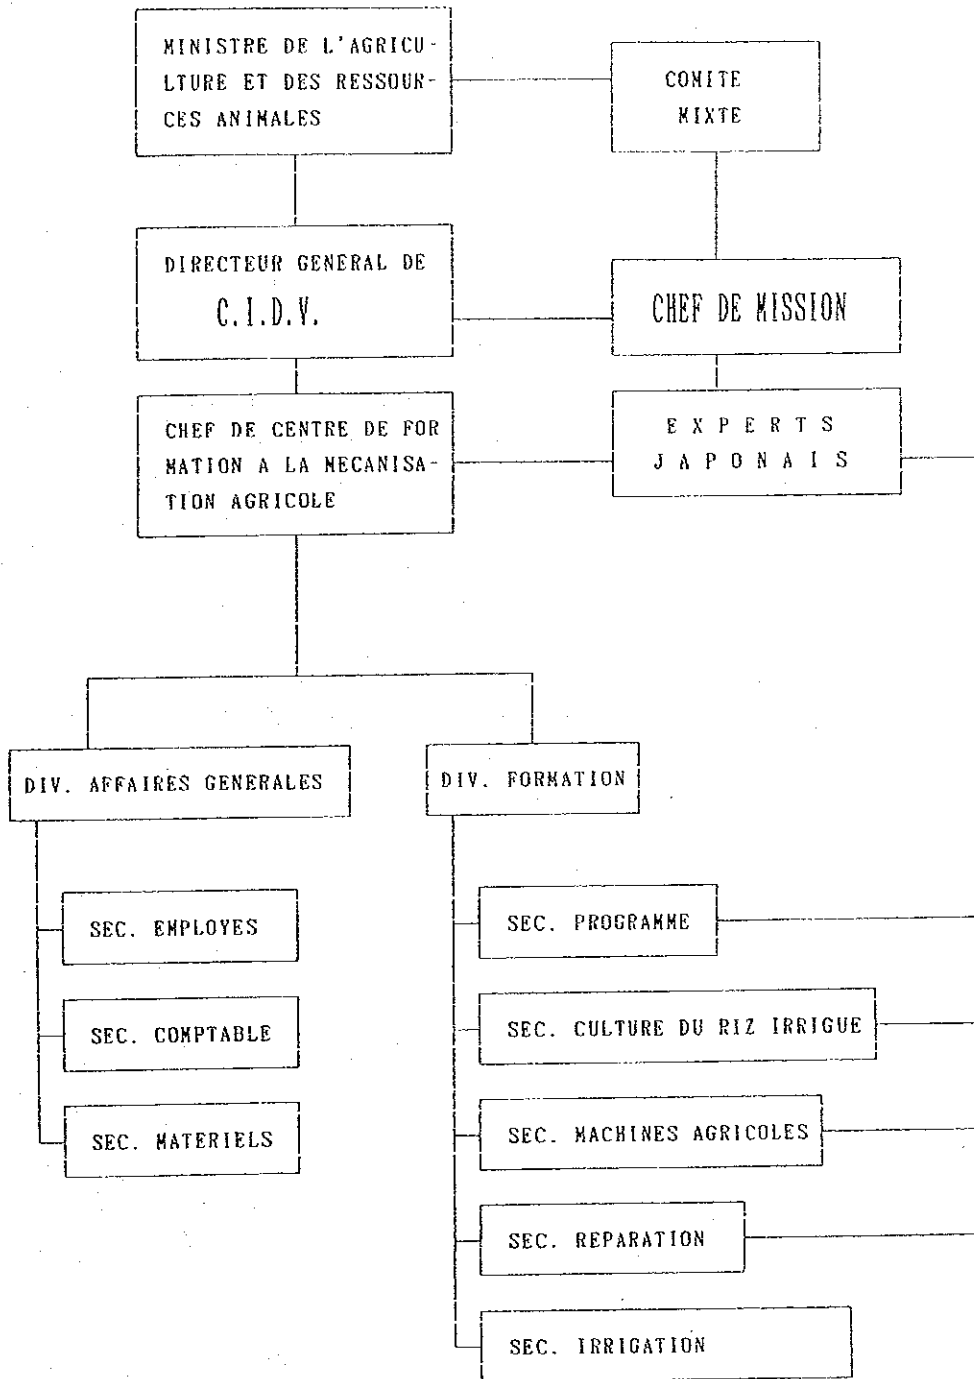 MINISTRE DE L'AGRICU-
LTURE ET DES RESSOUR-
CES ANIMALES
COMITE
MIXTE
DIRECTEUR GENERAL DE
C.I.D.V.
CHEF DE MISSION
CHEF DE CENTRE DE FOR
MATION A LA MECANISA-
TION AGRICOLE
EXPERTS
JAPONAIS
DIV. AFFAIRES GENERALES
DIV. FORMATION
SEC. EMPLOYES
SEC. COMPTABLE
SEC. MATERIELS
SEC. PROGRAMME
SEC. CULTURE DU RIZ IRRIGUE
SEC. MACHINES AGRICOLES
SEC. REPARATION
SEC. IRRIGATION